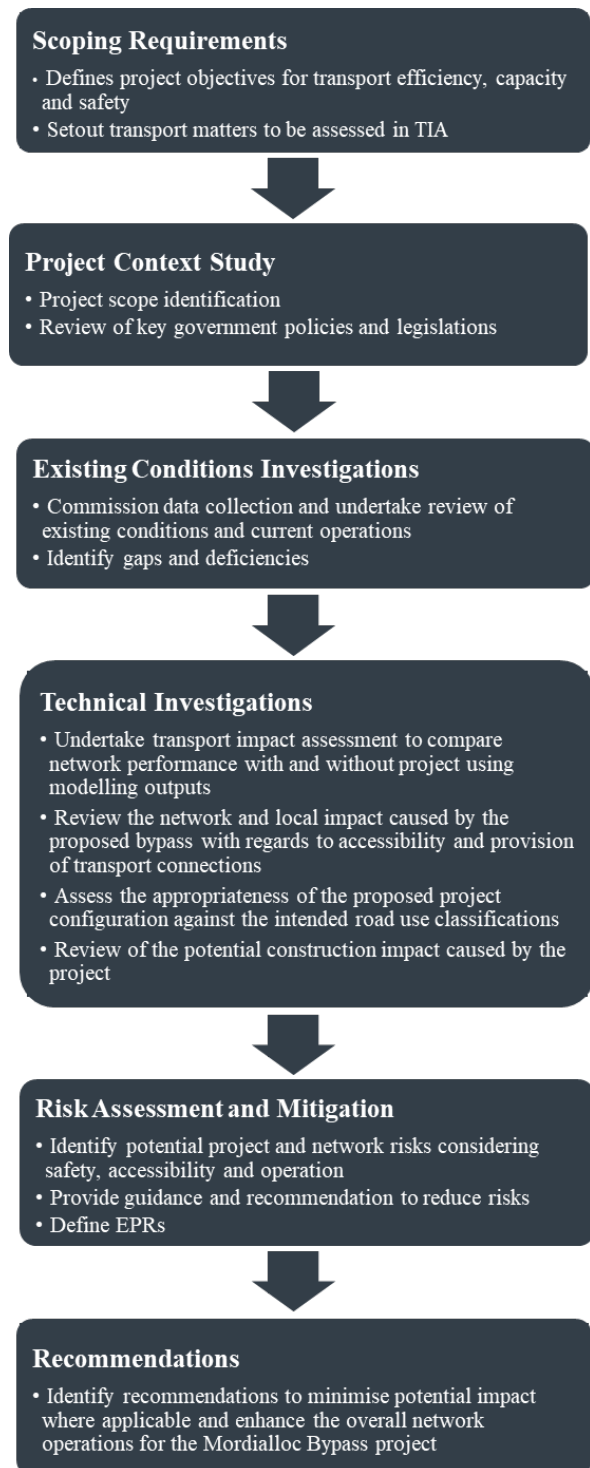 Scoping Requirements
• Defines project objectives for transport efficiency, capacity
and safety
• Setout transport matters to be assessed in TIA
Project Context Study
• Project scope identification
• Review of key government policies and legislations
Existing Conditions Investigations
• Commission data collection and undertake review of
existing conditions and current operations
• Identify gaps and deficiencies
Technical Investigations
• Undertake transport impact assessment to compare
network performance with and without project using
modelling outputs
• Review the network and local impact caused by the
proposed bypass with regards to accessibility and provision
of transport connections
• Assess the appropriateness of the proposed project
configuration against the intended road use classifications
• Review of the potential construction impact caused by the
project
Risk Assessment and Mitigation
• Identify potential project and network risks considering
safety, accessibility and operation
• Provide guidance and recommendation to reduce risks
• Define EPRs
Recommendations
• Identify recommendations to minimise potential impact
where applicable and enhance the overall network
operations for the Mordialloc Bypass project